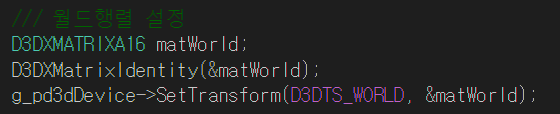 /// 월드행렬 설정
D3DXMATRIXA16 matWorld;
D3DXMatrixIdentity(&matWorld);
g_pd3dDevice->SetTransform(D3DTS_WORLD, &matWorld);